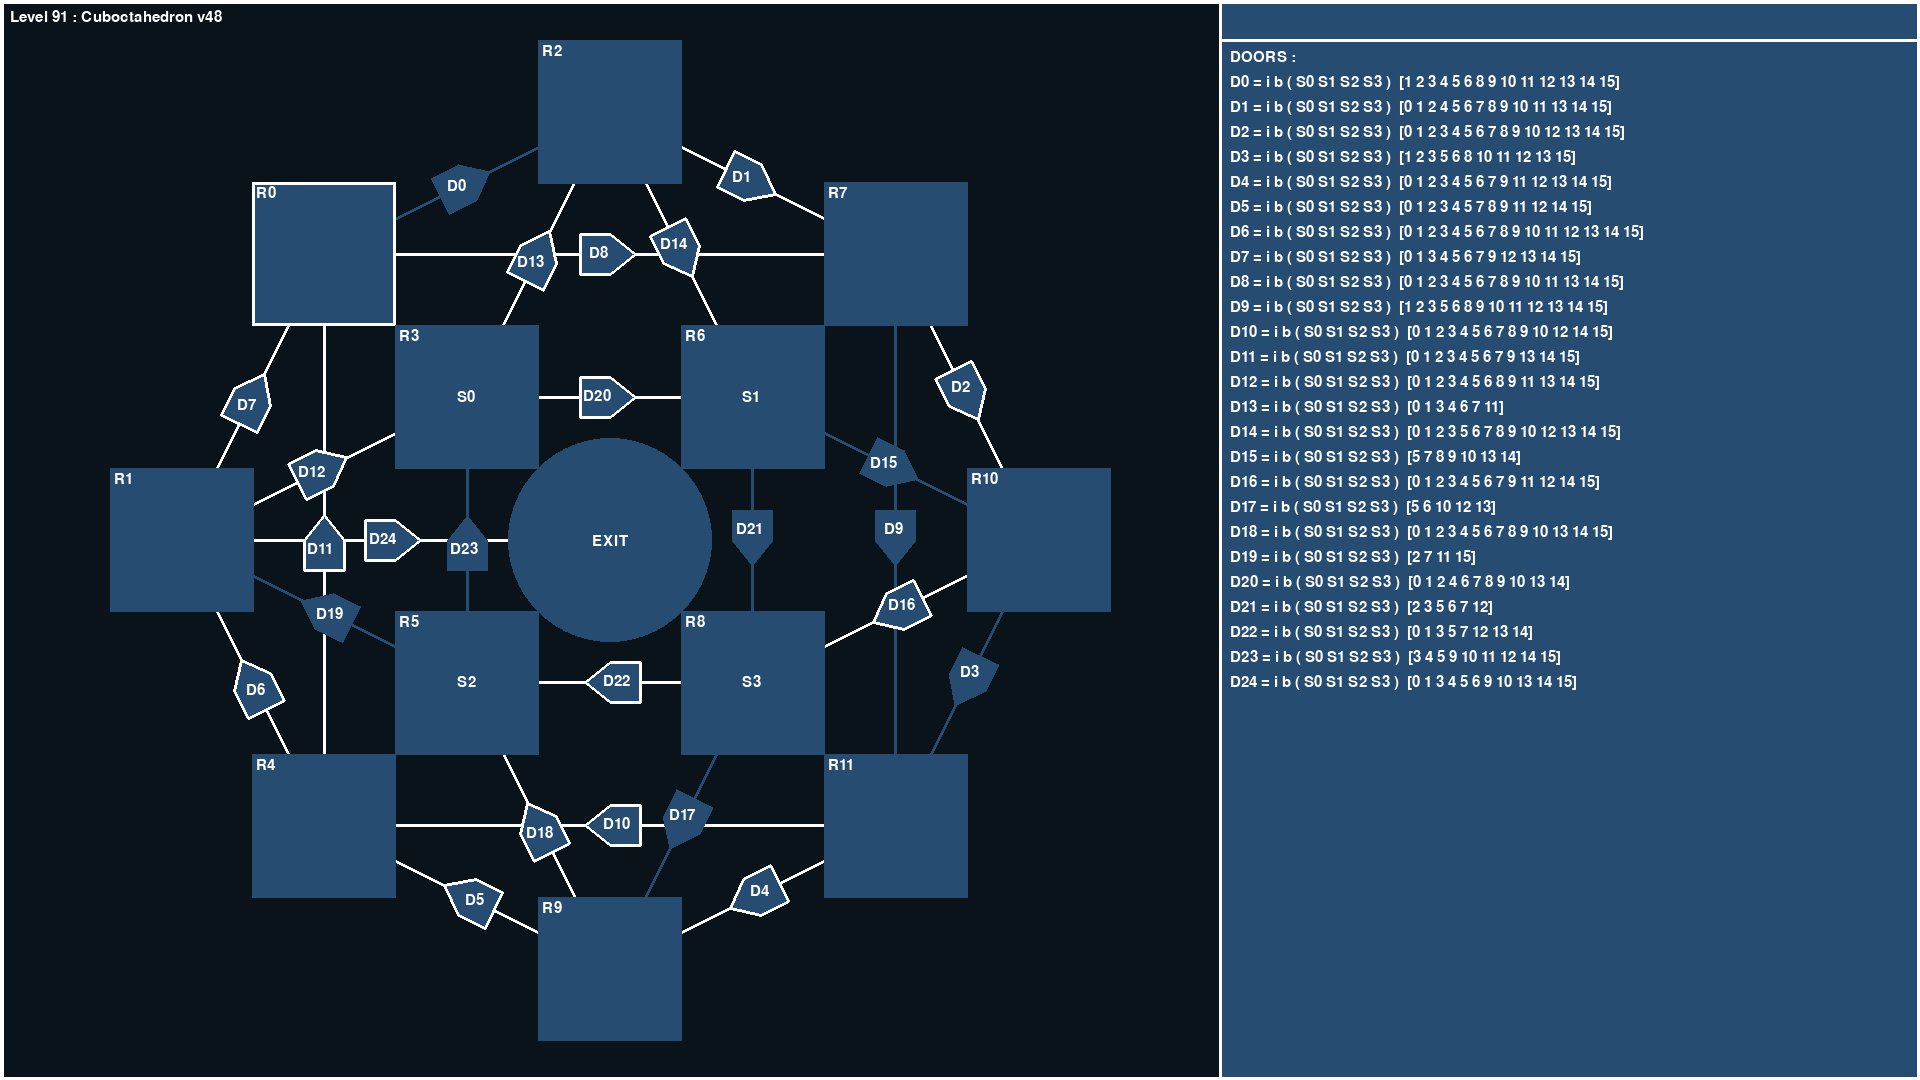 Level 91 : Cuboctahedron v48
R2
D1
D0
R0
R7
D14
D13
D8
R3
R6
D2
S0
D20
S1
D7
D15
D12
R1
R10
D21
D9
D24
EXIT
D11
D23
D16
D19
R5
R8
D3
D22
S2
S3
D6
R4
R11
D17
D10
D18
D4
D5
R9
DOORS :
D0 = i b ( S0 S1 S2 S3 ) [1 2 3 4 5 6 8 9 10 11 12 13 14 15]
D1 = i b ( S0 S1 S2 S3 ) [0 1 2 4 5 6 7 8 9 10 11 13 14 15]
D2 = i b ( S0 S1 S2 S3 ) [0 1 2 3 4 5 6 7 8 9 10 12 13 14 15]
D3 = i b ( S0 S1 S2 S3 ) [1 2 3 5 6 8 10 11 12 13 15]
D4 = i b ( S0 S1 S2 S3 ) [0 1 2 3 4 5 6 7 9 11 12 13 14 15]
D5 = i b ( S0 S1 S2 S3 ) [0 1 2 3 4 5 7 8 9 11 12 14 15]
D6 = i b ( S0 S1 S2 S3 ) [0 1 2 3 4 5 6 7 8 9 10 11 12 13 14 15]
D7 = i b ( S0 S1 S2 S3 ) [0 1 3 4 5 6 7 9 12 13 14 15]
D8 = i b ( S0 S1 S2 S3 ) [0 1 2 3 4 5 6 7 8 9 10 11 13 14 15]
D9 = i b ( S0 S1 S2 S3 ) [1 2 3 5 6 8 9 10 11 12 13 14 15]
D10 = i b ( S0 S1 S2 S3 ) [0 1 2 3 4 5 6 7 8 9 10 12 14 15]
D11 = i b ( S0 S1 S2 S3 ) [0 1 2 3 4 5 6 7 9 13 14 15]
D12 = i b ( S0 S1 S2 S3 ) [0 1 2 3 4 5 6 8 9 11 13 14 15]
D13 = i b ( S0 S1 S2 S3 ) [0 1 3 4 6 7 11]
D14 = i b ( S0 S1 S2 S3 ) [0 1 2 3 5 6 7 8 9 10 12 13 14 15]
D15 = i b ( S0 S1 S2 S3 ) [5 7 8 9 10 13 14]
D16 = i b ( S0 S1 S2 S3 ) [0 1 2 3 4 5 6 7 9 11 12 14 15]
D17 = i b ( S0 S1 S2 S3 ) [5 6 10 12 13]
D18 = i b ( S0 S1 S2 S3 ) [0 1 2 3 4 5 6 7 8 9 10 13 14 15]
D19 = i b ( S0 S1 S2 S3 ) [2 7 11 15]
D20 = i b ( S0 S1 S2 S3 ) [0 1 2 4 6 7 8 9 10 13 14]
D21 = i b ( S0 S1 S2 S3 ) [2 3 5 6 7 12]
D22 = i b ( S0 S1 S2 S3 ) [0 1 3 5 7 12 13 14]
D23 = i b ( S0 S1 S2 S3 ) [3 4 5 9 10 11 12 14 15]
D24 = i b ( S0 S1 S2 S3 ) [0 1 3 4 5 6 9 10 13 14 15]